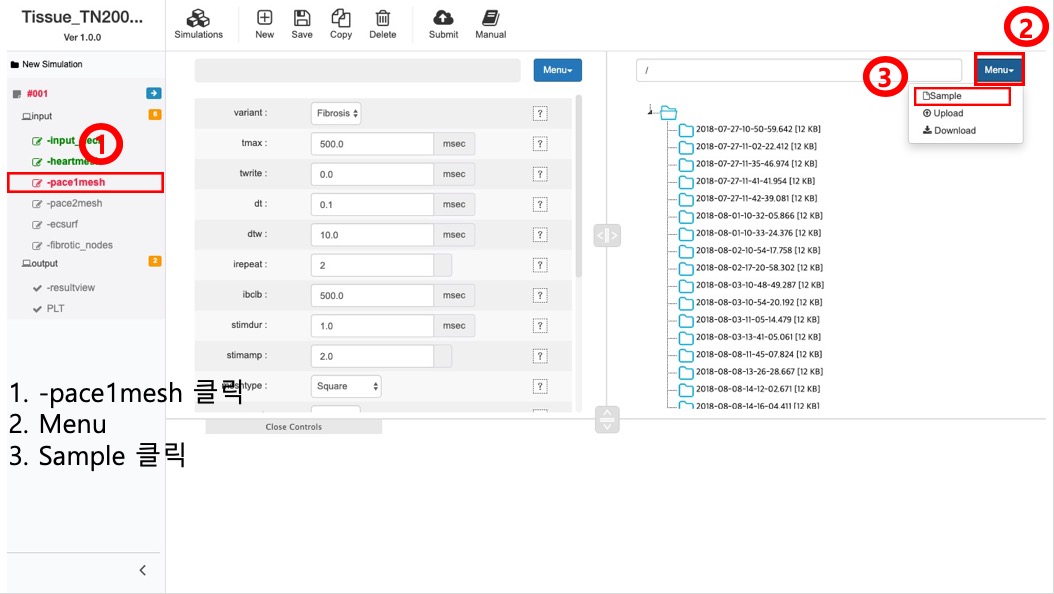 Tissue_TN200...
Ver 1.0.0
Simulations
New
Save
Copy
Delete
Submit
Manual
2
New Simulation
#001
input
6
-input_
1
-heartmes
-pace1mesh
-pace2mesh
-ecsurf
-fibrotic_nodes
output
2
-resultview
PLT
Menu
variant :
Fibrosis
?
tmax :
500.0
msec
?
twrite :
0.0
msec
?
dt :
0.1
msec
?
dtw :
10.0
msec
?
irepeat :
2
?
ibclb :
500.0
msec
?
stimdur :
1.0
msec
?
stimamp :
2.0
?
meshtype :
Square
?
Close Controls
/
3
Menu
Sample
Upload
Download
2018-07-27-10-50-59.642 [12 KB]
2018-07-27-11-02-22.412 [12 KB]
2018-07-27-11-35-46.974 [12 KB]
2018-07-27-11-41-41.954 [12 KB]
2018-07-27-11-42-39.081 [12 KB]
2018-08-01-10-32-05.866 [12 KB]
2018-08-01-10-33-24.376 [12 KB]
2018-08-02-10-54-17.758 [12 KB]
2018-08-02-17-20-58.302 [12 KB]
2018-08-03-10-48-49.287 [12 KB]
2018-08-03-10-54-20.192 [12 KB]
2018-08-03-11-05-14.479 [12 KB]
2018-08-03-13-41-05.061 [12 KB]
2018-08-08-11-45-07.824 [12 KB]
2018-08-08-13-26-28.667 [12 KB]
2018-08-08-14-12-02.671 [12 KB]
2018-08-08-14-16-04.411 [12 KB]
1. -pace1mesh 클릭
2. Menu
3. Sample 클릭